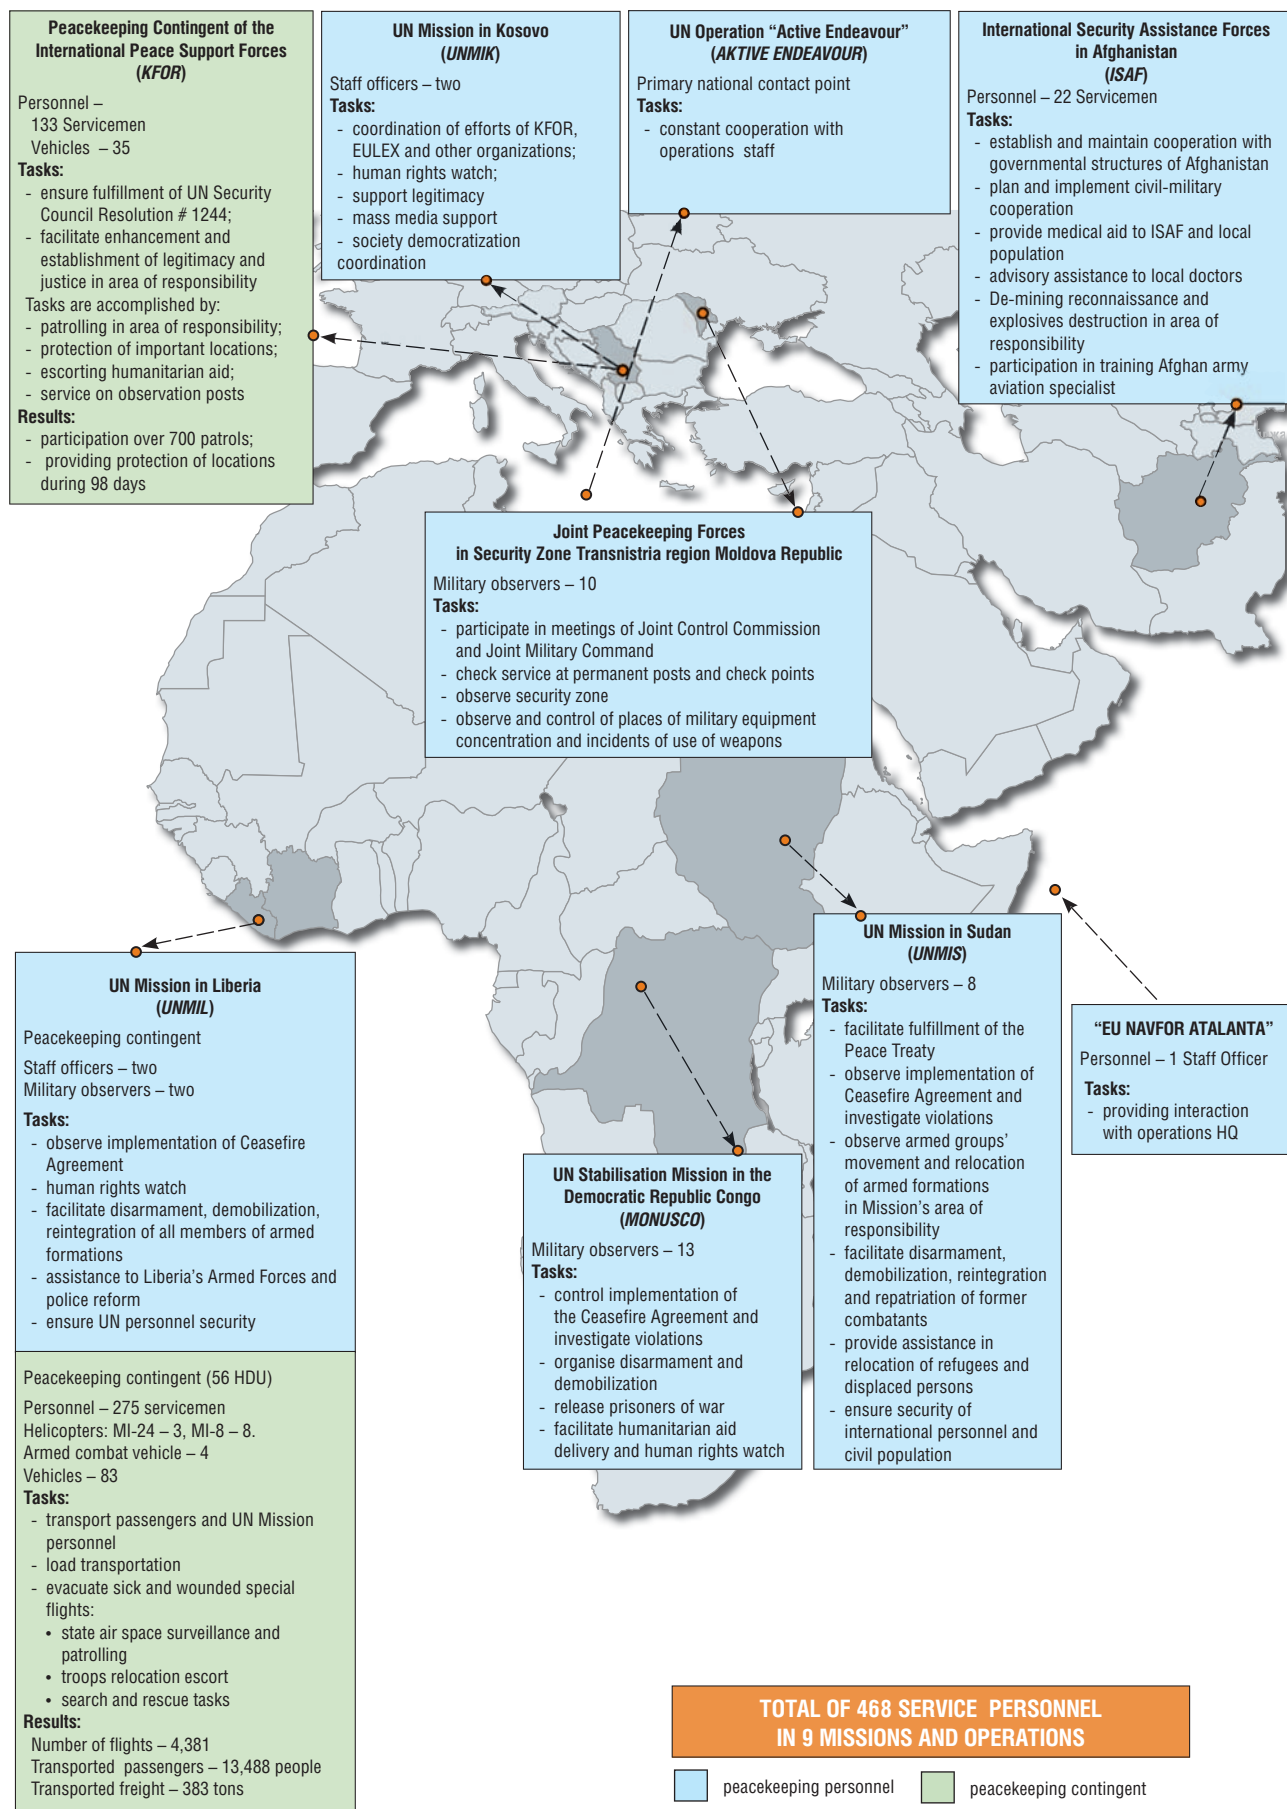 Peacekeeping Contingent of the
International Peace Support Forces
(KFOR)
Personnel –
133 Servicemen
Vehicles – 35
Tasks:
- ensure fulfillment of UN Security
Council Resolution # 1244;
- facilitate enhancement and
establishment of legitimacy and
justice in area of responsibility
Tasks are accomplished by:
- patrolling in area of responsibility;
- protection of important locations;
- escorting humanitarian aid;
- service on observation posts
Results:
- participation over 700 patrols;
- providing protection of locations
during 98 days
UN Mission in Kosovo
(UNMIK)
Staff officers – two
Tasks:
- coordination of efforts of KFOR,
EULEX and other organizations;
- human rights watch;
- support legitimacy
- mass media support
- society democratization
coordination
UN Operation “Active Endeavour”
(AKTIVE ENDEAVOUR)
Primary national contact point
Tasks:
- constant cooperation with
operations staff
International Security Assistance Forces
in Afghanistan
(ISAF)
Personnel – 22 Servicemen
Tasks:
- establish and maintain cooperation with
governmental structures of Afghanistan
- plan and implement civil-military
cooperation
- provide medical aid to ISAF and local
population
- advisory assistance to local doctors
- De-mining reconnaissance and
explosives destruction in area of
responsibility
- participation in training Afghan army
aviation specialist
Joint Peacekeeping Forces
in Security Zone Transnistria region Moldova Republic
Military observers – 10
Tasks:
- participate in meetings of Joint Control Commission
and Joint Military Command
- check service at permanent posts and check points
- observe security zone
- observe and control of places of military equipment
concentration and incidents of use of weapons
UN Mission in Liberia
(UNMIL)
Peacekeeping contingent
Staff officers – two
Military observers – two
Tasks:
- observe implementation of Ceasefire
Agreement
- human rights watch
- facilitate disarmament, demobilization,
reintegration of all members of armed
formations
- assistance to Liberia’s Armed Forces and
police reform
- ensure UN personnel security
Peacekeeping contingent (56 HDU)
Personnel – 275 servicemen
Helicopters: MI-24 – 3, MI-8 – 8.
Armed combat vehicle – 4
Vehicles – 83
Tasks:
- transport passengers and UN Mission
personnel
- load transportation
- evacuate sick and wounded special
flights:
• state air space surveillance and
patrolling
• troops relocation escort
• search and rescue tasks
Results:
Number of flights – 4,381
Transported passengers – 13,488 people
Transported freight – 383 tons
UN Stabilisation Mission in the
Democratic Republic Congo
(MONUSCO)
Military observers – 13
Tasks:
- control implementation of
the Ceasefire Agreement and
investigate violations
- organise disarmament and
demobilization
- release prisoners of war
- facilitate humanitarian aid
delivery and human rights watch
UN Mission in Sudan
(UNMIS)
Military observers – 8
Tasks:
- facilitate fulfillment of the
Peace Treaty
- observe implementation of
Ceasefire Agreement and
investigate violations
- observe armed groups’
movement and relocation
of armed formations
in Mission’s area of
responsibility
- facilitate disarmament,
demobilization, reintegration
and repatriation of former
combatants
- provide assistance in
relocation of refugees and
displaced persons
- ensure security of
international personnel and
civil population
“EU NAVFOR ATALANTA”
Personnel – 1 Staff Officer
Tasks:
- providing interaction
with operations HQ
TOTAL OF 468 SERVICE PERSONNEL
IN 9 MISSIONS AND OPERATIONS
peacekeeping personnel
peacekeeping contingent